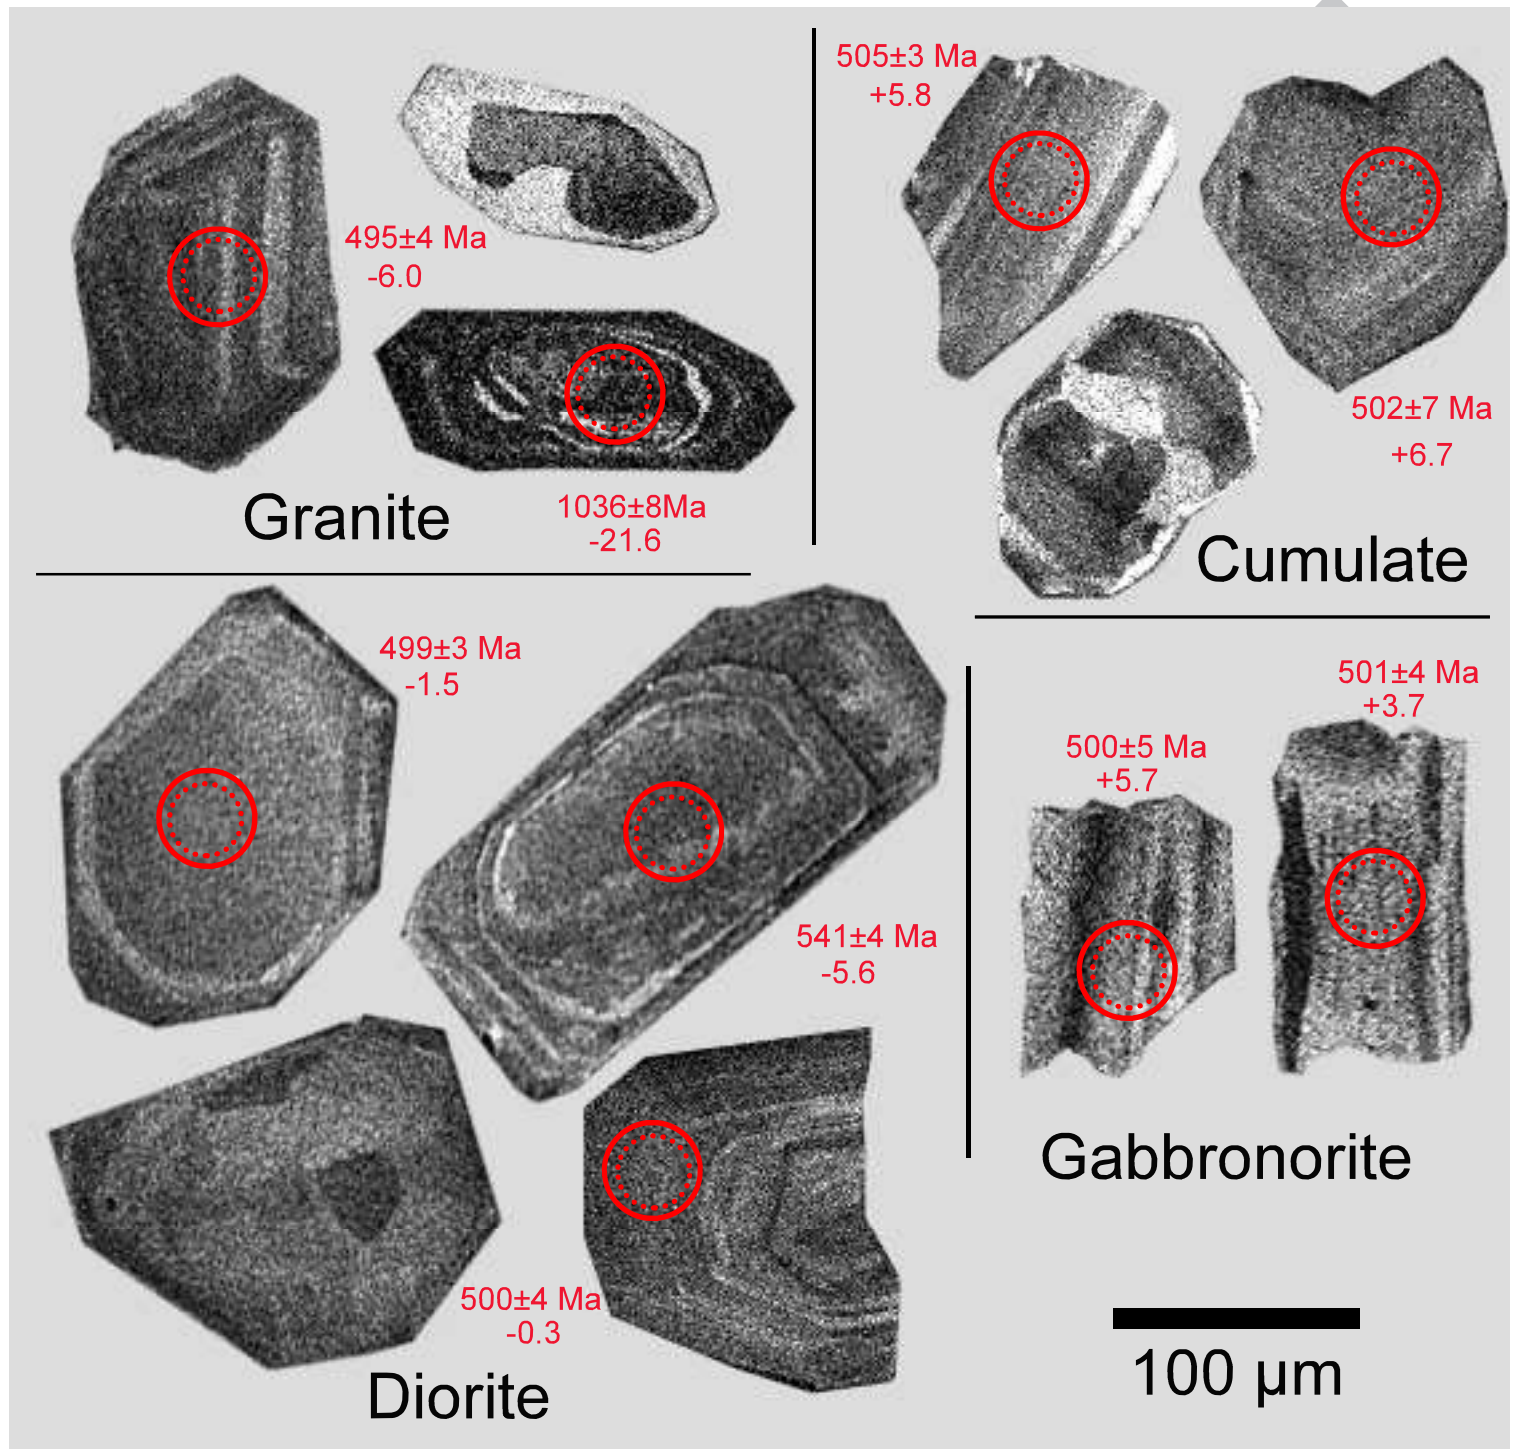 495±4 Ma
-6.0
1036±8Ma
-21.6
Granite
505±3 Ma
+5.8
502±7 Ma
+6.7
Cumulate
499±3 Ma
-1.5
541±4 Ma
-5.6
500±4 Ma
-0.3
Diorite
501±4 Ma
+3.7
500±5 Ma
+5.7
Gabbronorite
100 µm